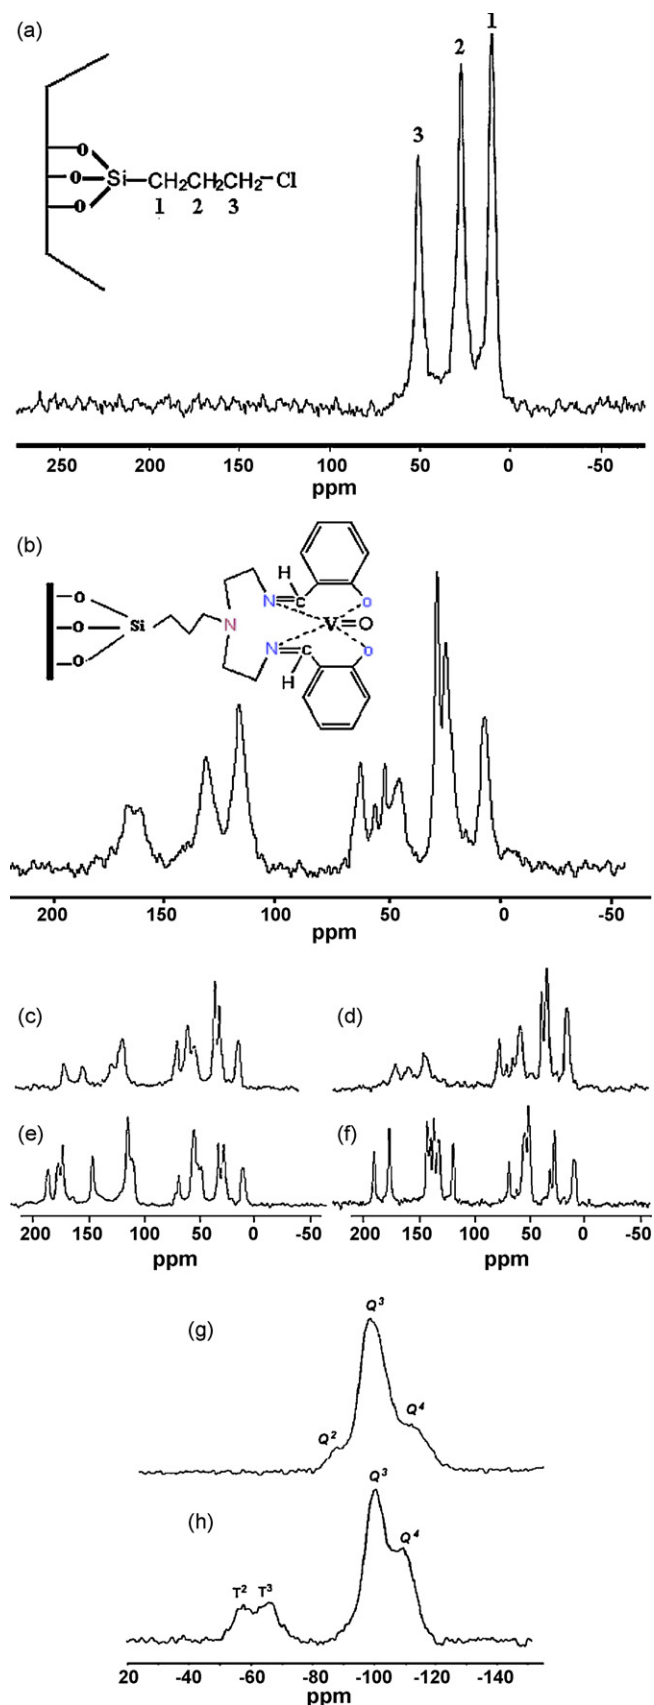 (a)
1
2
3
O
O Si-CH₂CH₂CH₂-Cl
O 1 2 3
250 200 150 100 50 0 -50
ppm
(b)
H
N=C O
O
O Si N V=O
O
N=C O
H
200 150 100 50 0 -50
ppm
(c) (d)
(e) (f)
200 150 100 50 0 -50 200 150 100 50 0 -50
ppm ppm
(g) Q³
Q² Q⁴
(h) Q³
Q⁴
T² T³
20 -40 -60 -80 -100 -120 -140
ppm